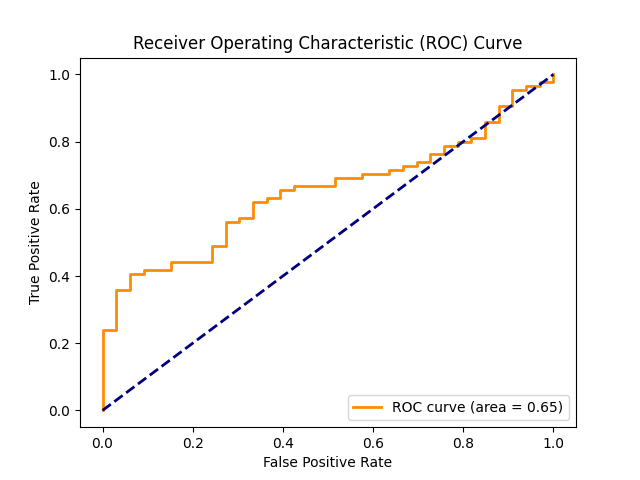 Receiver Operating Characteristic (ROC) Curve
1.0
0.8
0.6
0.4
0.2
0.0
True Positive Rate
ROC curve (area = 0.65)
0.0 0.2 0.4 0.6 0.8 1.0
False Positive Rate